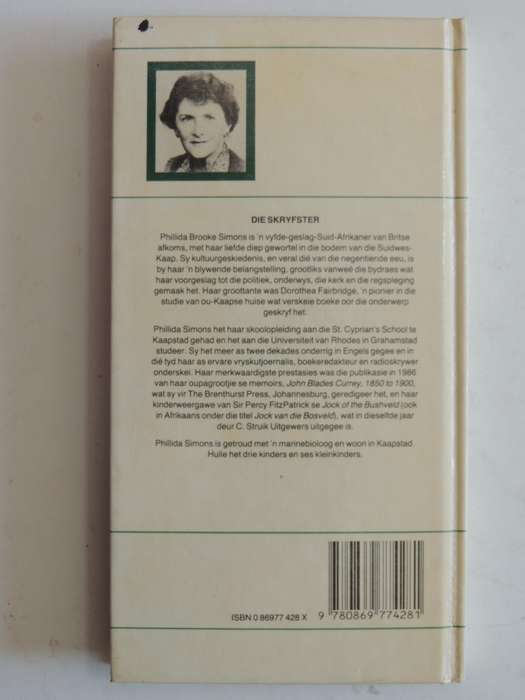 DIE SKRYFSTER
Phillida Brooke Simons is 'n vyfde-geslag-Suid-Afrikaner van Britse
afkoms, met haar liefde diep gewortel in die bodem van die Suidwes-
Kaap. Sy kultuurgeskiedenis, en veral dié van die negentiende eeu, is
by haar 'n blywende belangstelling, grootliks vanweë die bydraes wat
haar voorgeslag tot die politiek, onderwys, die kerk en die regspleging
gemaak het. Haar groottante was Dorothea Fairbridge, 'n pionier in die
studie van ou-Kaapse huise wat verskeie boeke oor die onderwerp
geskryf het.
Phillida Simons het haar skoolopleiding aan die St. Cyprian's School te
Kaapstad gehad en het aan die Universiteit van Rhodes in Grahamstad
studeer. Sy het meer as twee dekades onderrig in Engels gegee en in
dié tyd haar as ervare vryskutjoernalis, boekeredakteur en radioskrywer
onderskei. Haar merkwaardigste prestasies was die publikasie in 1986
van haar oupagrootjie se memoirs, John Blades Currey, 1850 to 1900,
wat sy vir The Brenthurst Press, Johannesburg, geredigeer het, en haar
kinderweergawe van Sir Percy FitzPatrick se Jock of the Bushveld (ook
in Afrikaans onder die titel Jock van die Bosveld), wat in dieselfde jaar
deur C. Struik Uitgewers uitgegee is.
Phillida Simons is getroud met 'n mannebioloog en woon in Kaapstad.
Hulle het drie kinders en ses kleinkinders.
ISBN 0 86977 428 X
9 780869 774281